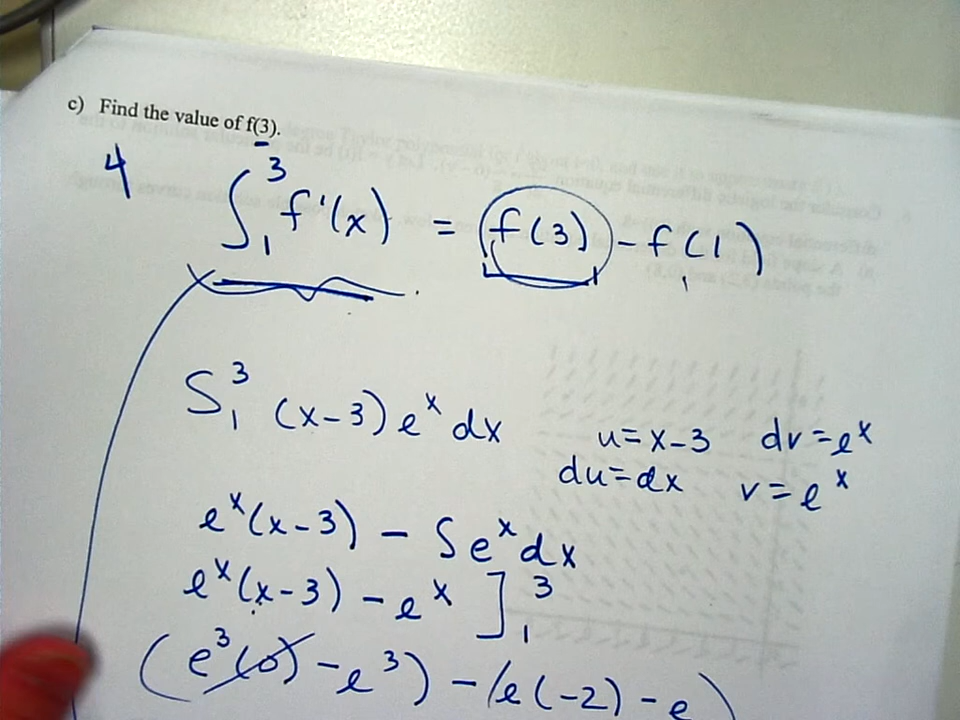 c) Find the value of f(3).
4
∫₁³ f'(x) = f(3) - f(1)
∫₁³ (x-3)eˣ dx
u=x-3 dv=eˣ
du=dx v=eˣ
eˣ(x-3) - ∫eˣdx
eˣ(x-3) - eˣ ]₁³
(e³(0) - e³) - (e(-2) - e)